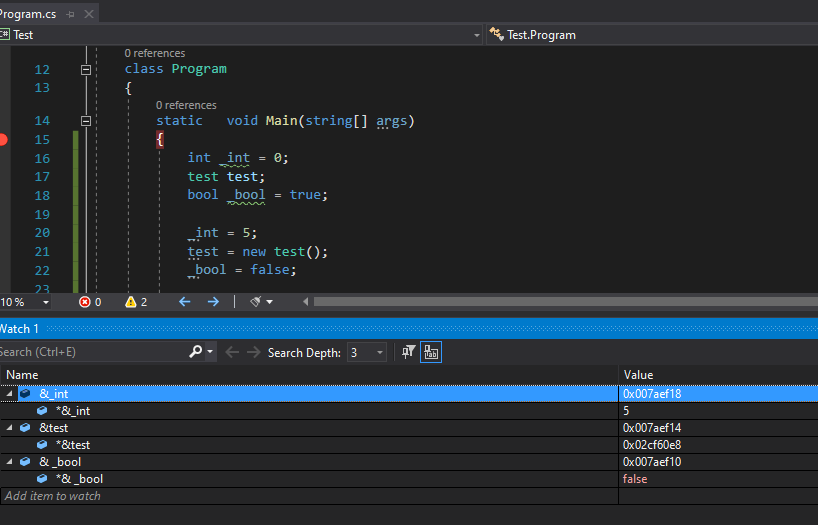 Program.cs
C# Test
Test.Program
0 references
12 class Program
13 {
0 references
14 static void Main(string[] args)
15 {
16 int _int = 0;
17 test test;
18 bool _bool = true;
19
20 _int = 5;
21 test = new test();
22 _bool = false;
23
10 % 0 2
Watch 1
Search (Ctrl+E) Search Depth: 3
Name Value
&_int 0x007aef18
*&_int 5
&test 0x007aef14
*&test 0x02cf60e8
& _bool 0x007aef10
*& _bool false
Add item to watch